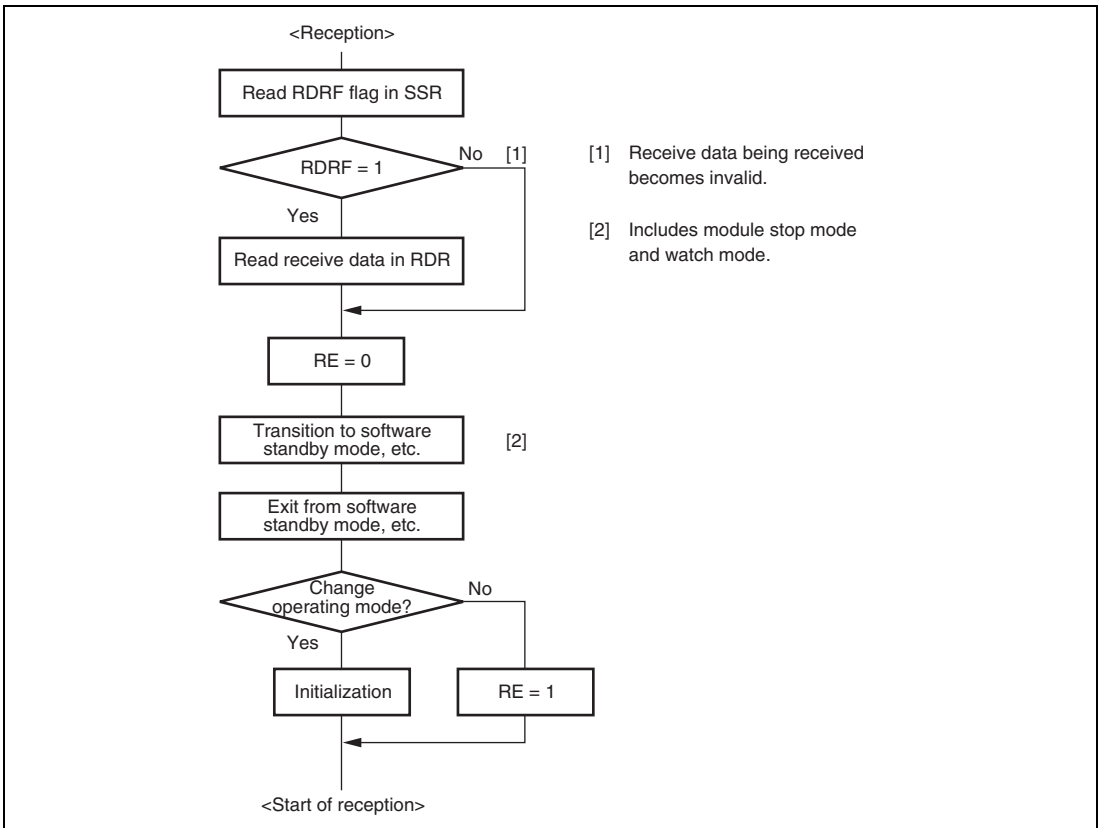 <Reception>
Read RDRF flag in SSR
RDRF = 1
No [1]
Yes
Read receive data in RDR
RE = 0
Transition to software
standby mode, etc.
[2]
Exit from software
standby mode, etc.
Change
operating mode?
No
Yes
Initialization
RE = 1
<Start of reception>
[1] Receive data being received
becomes invalid.
[2] Includes module stop mode
and watch mode.